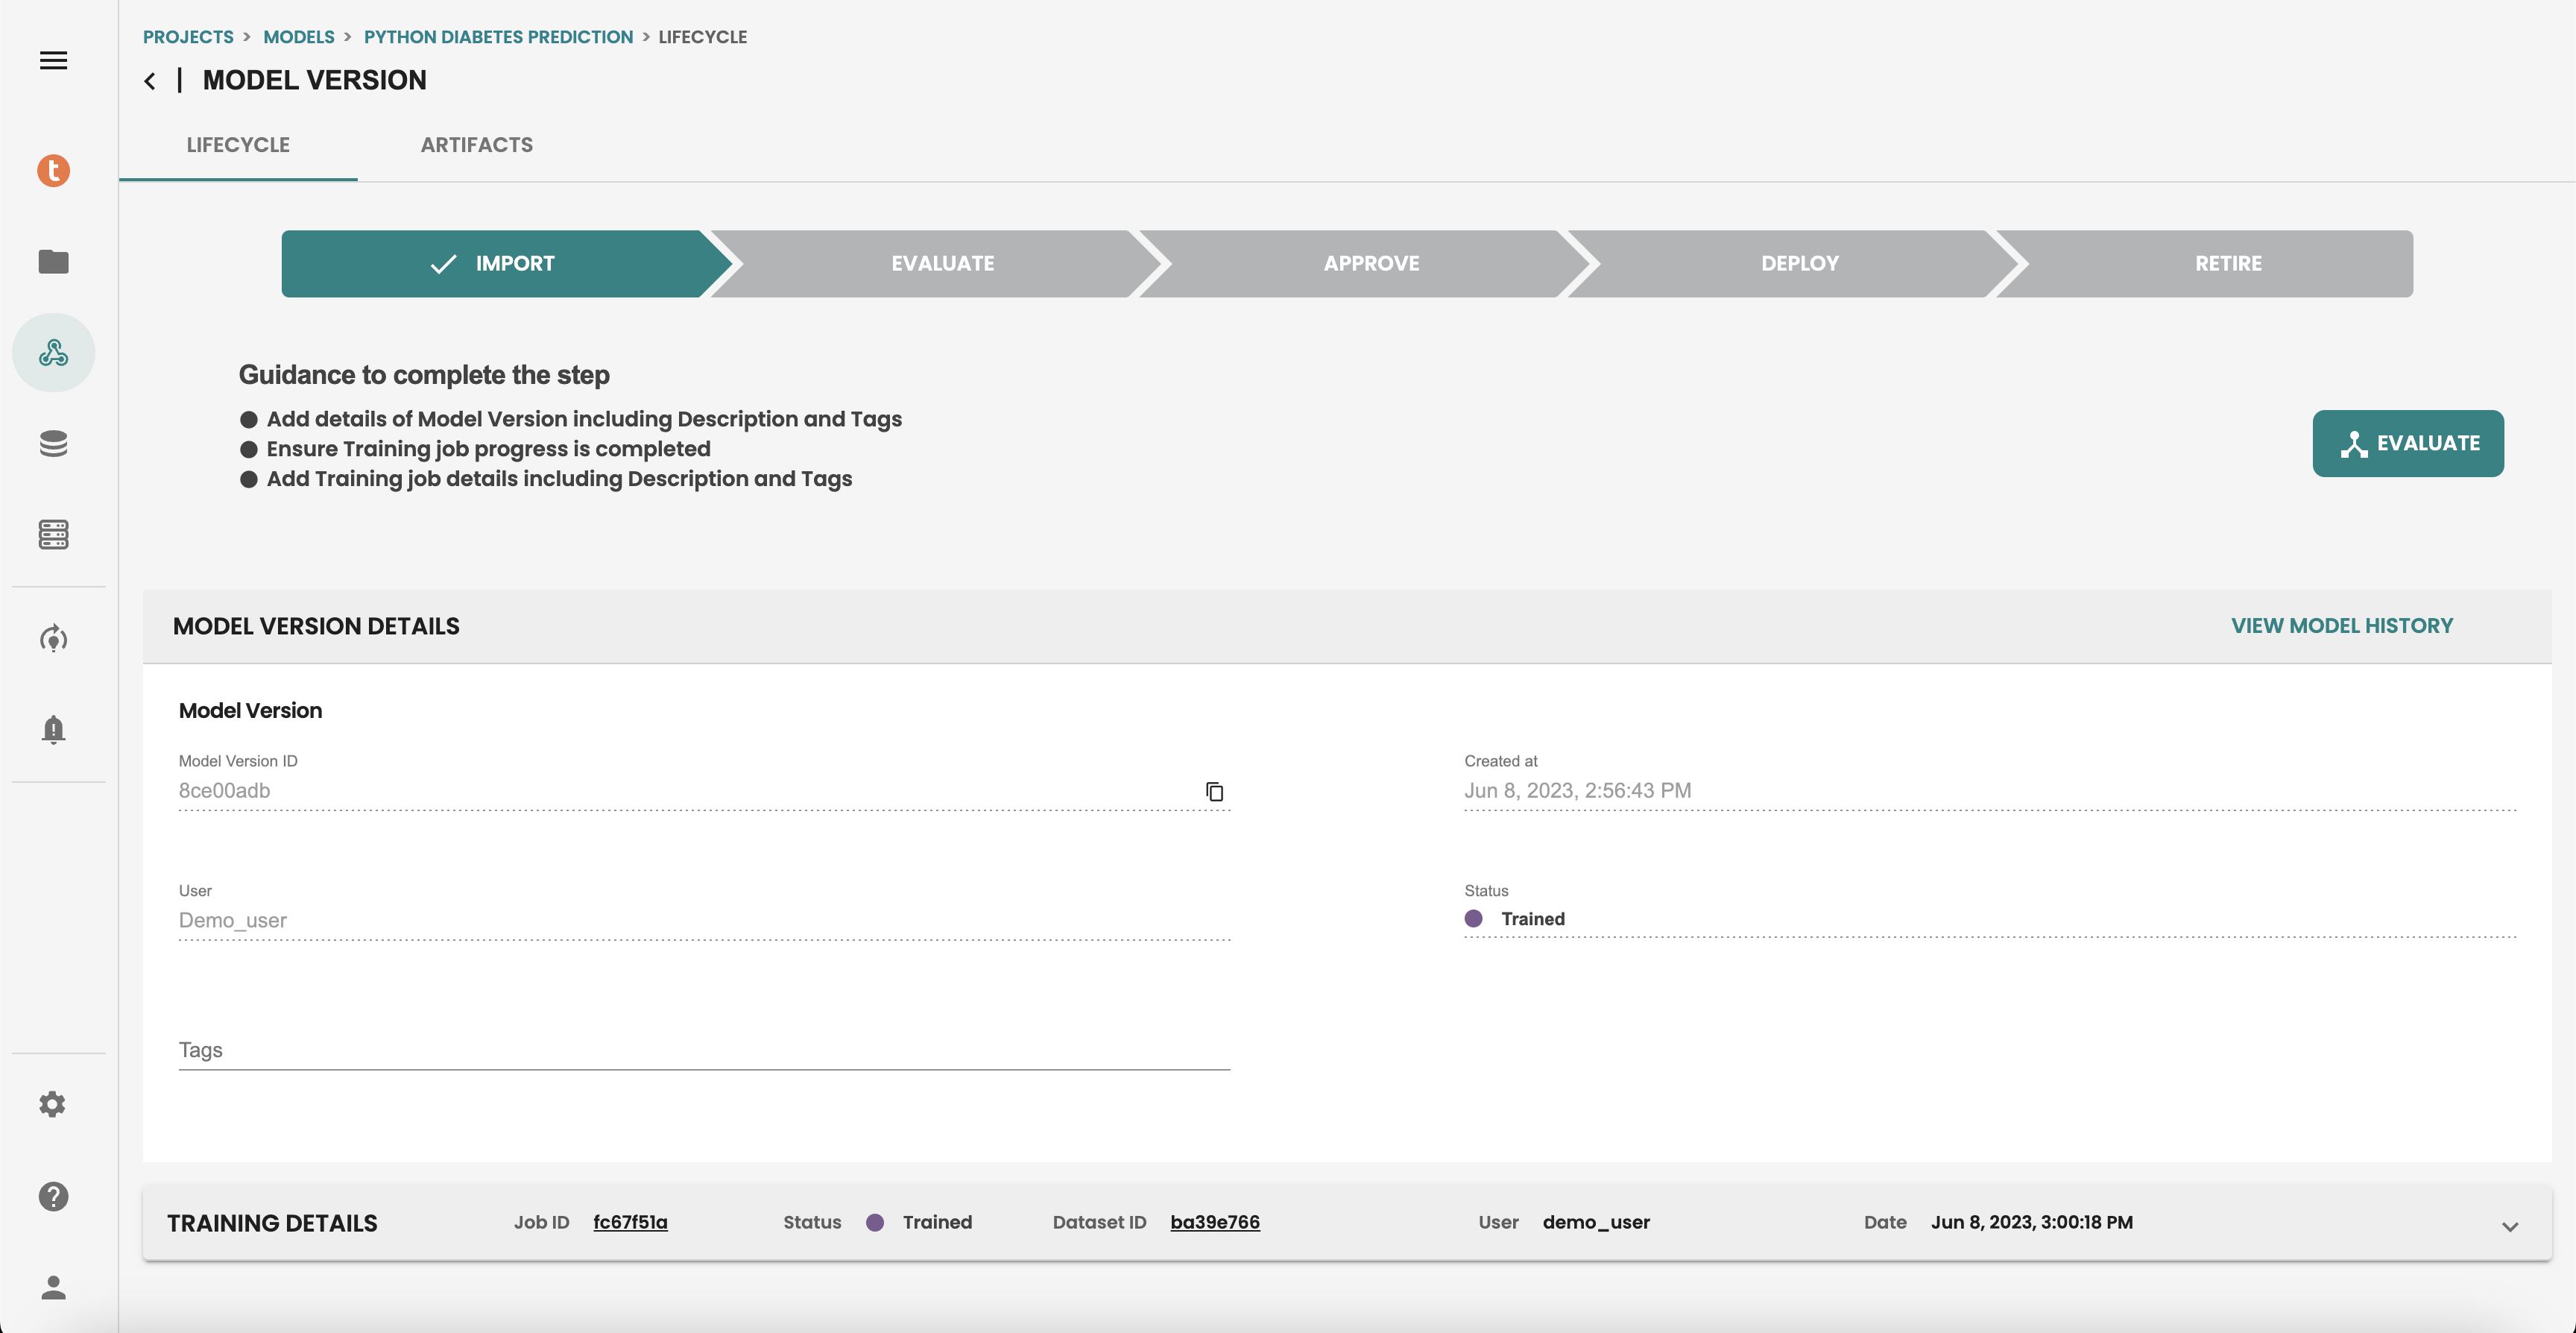 PROJECTS > MODELS > PYTHON DIABETES PREDICTION > LIFECYCLE
MODEL VERSION
LIFECYCLE ARTIFACTS
t
IMPORT EVALUATE APPROVE DEPLOY RETIRE
Guidance to complete the step
Add details of Model Version including Description and Tags
Ensure Training job progress is completed
Add Training job details including Description and Tags
EVALUATE
MODEL VERSION DETAILS VIEW MODEL HISTORY
Model Version
Model Version ID Created at
8ce00adb Jun 8, 2023, 2:56:43 PM
User Status
Demo_user Trained
Tags
TRAINING DETAILS Job ID fc67f51a Status Trained Dataset ID ba39e766 User demo_user Date Jun 8, 2023, 3:00:18 PM